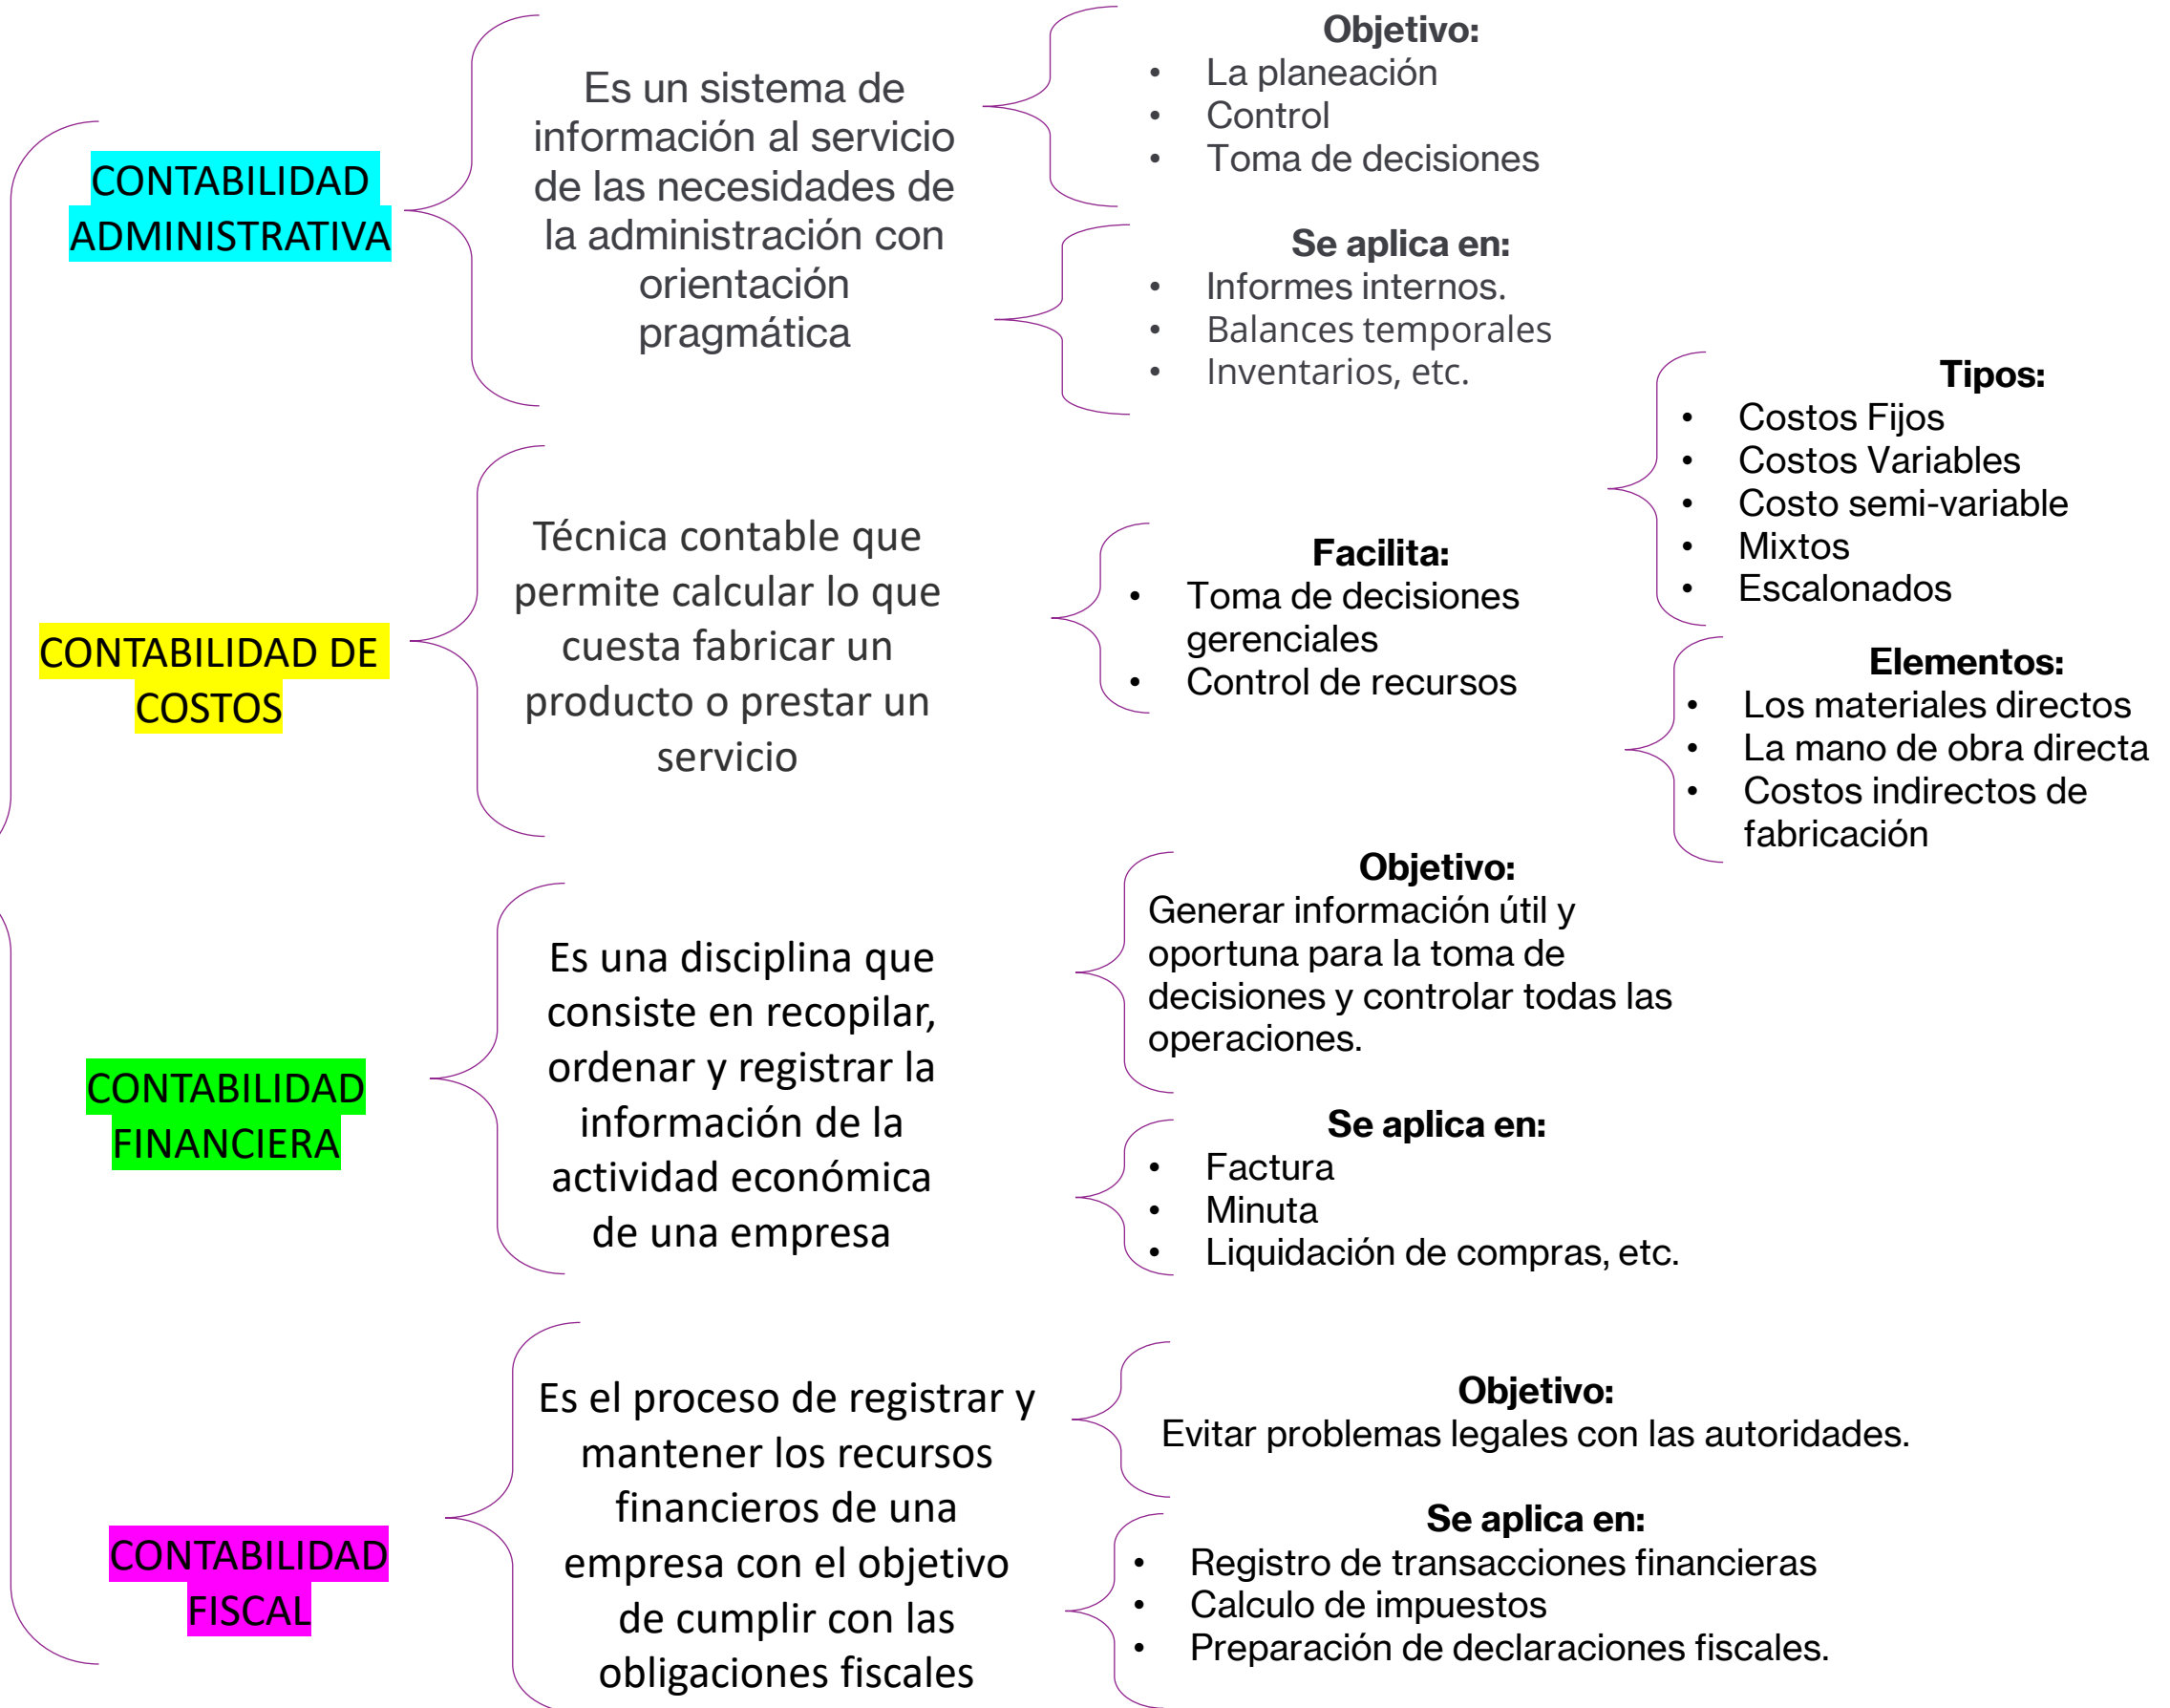 CONTABILIDAD
ADMINISTRATIVA
Es un sistema de
información al servicio
de las necesidades de
la administración con
orientación
pragmática
Objetivo:
• La planeación
• Control
• Toma de decisiones
Se aplica en:
• Informes internos.
• Balances temporales
• Inventarios, etc.
CONTABILIDAD DE
COSTOS
Técnica contable que
permite calcular lo que
cuesta fabricar un
producto o prestar un
servicio
Facilita:
• Toma de decisiones
gerenciales
• Control de recursos
Tipos:
• Costos Fijos
• Costos Variables
• Costo semi-variable
• Mixtos
• Escalonados
Elementos:
• Los materiales directos
• La mano de obra directa
• Costos indirectos de
fabricación
CONTABILIDAD
FINANCIERA
Es una disciplina que
consiste en recopilar,
ordenar y registrar la
información de la
actividad económica
de una empresa
Objetivo:
Generar información útil y
oportuna para la toma de
decisiones y controlar todas las
operaciones.
Se aplica en:
• Factura
• Minuta
• Liquidación de compras, etc.
CONTABILIDAD
FISCAL
Es el proceso de registrar y
mantener los recursos
financieros de una
empresa con el objetivo
de cumplir con las
obligaciones fiscales
Objetivo:
Evitar problemas legales con las autoridades.
Se aplica en:
• Registro de transacciones financieras
• Calculo de impuestos
• Preparación de declaraciones fiscales.